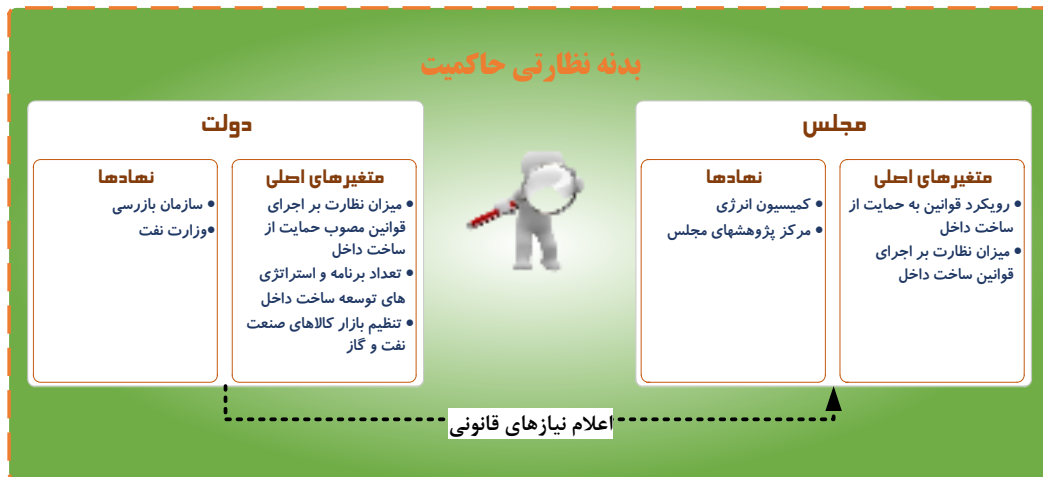 بدنه نظارتی حاکمیت
مجلس
متغیرهای اصلی
• رویکرد قوانین به حمایت از
ساخت داخل
• میزان نظارت بر اجرای
قوانین ساخت داخل
نهادها
• کمیسیون انرژی
• مرکز پژوهشهای مجلس
دولت
متغیرهای اصلی
• میزان نظارت بر اجرای
قوانین مصوب حمایت از
ساخت داخل
• تعداد برنامه و استراتژی
های توسعه ساخت داخل
• تنظیم بازار کالاهای صنعت
نفت و گاز
نهادها
• سازمان بازرسی
•وزارت نفت
اعلام نیازهای قانونی